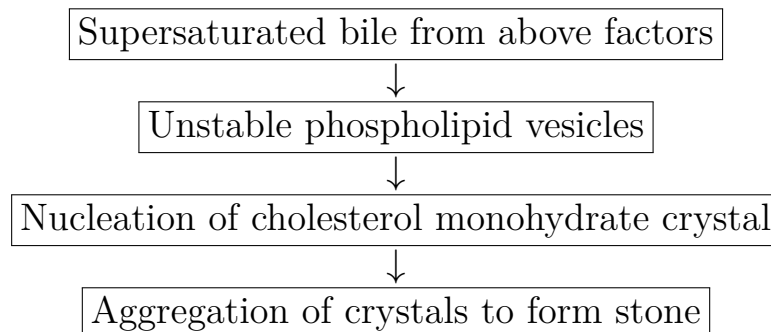 Supersaturated bile from above factors
Unstable phospholipid vesicles
Nucleation of cholesterol monohydrate crystal
Aggregation of crystals to form stone